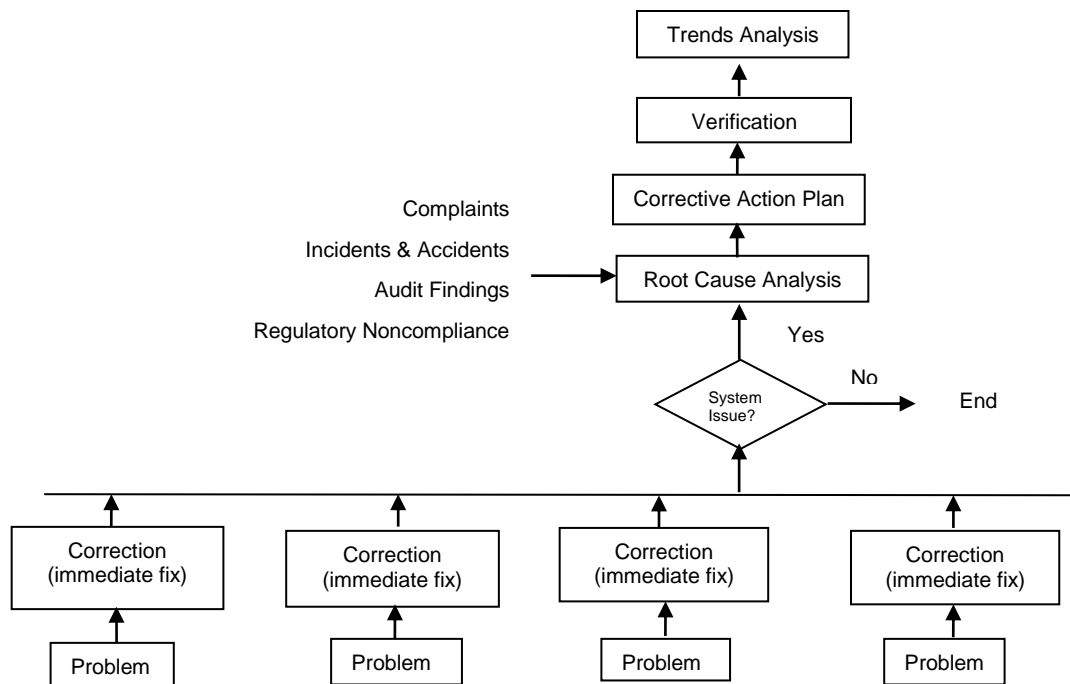 Trends Analysis
Verification
Corrective Action Plan
Complaints
Incidents & Accidents
Audit Findings
Regulatory Noncompliance
Root Cause Analysis
Yes
No
System
Issue?
End
Correction
(immediate fix)
Correction
(immediate fix)
Correction
(immediate fix)
Correction
(immediate fix)
Problem
Problem
Problem
Problem